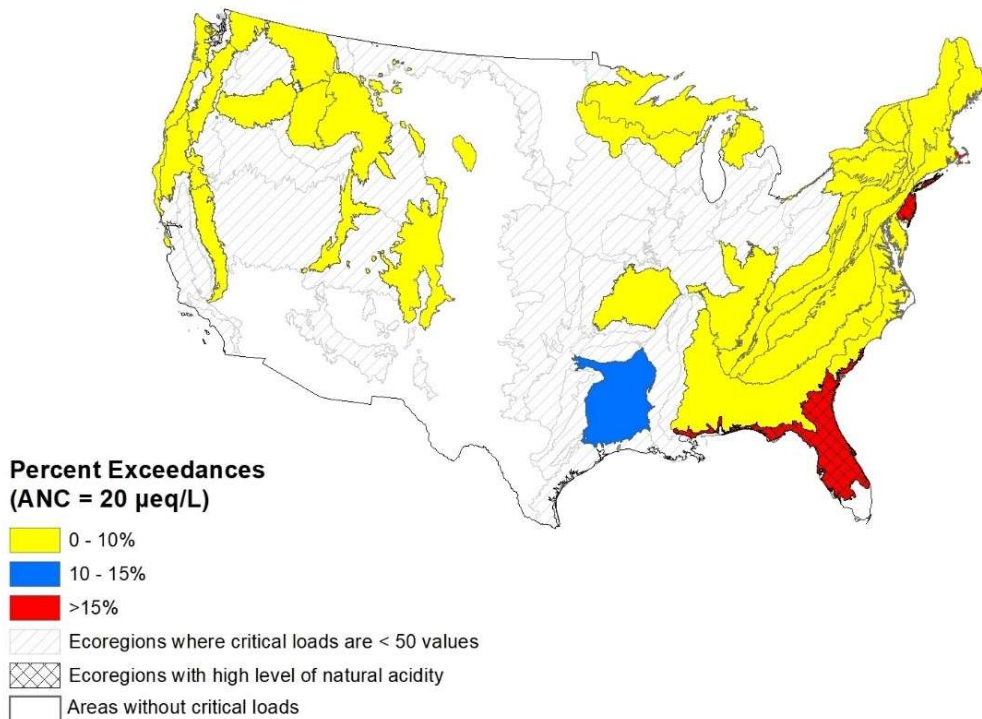 Percent Exceedances
(ANC = 20 µeq/L)
0 - 10%
10 - 15%
>15%
Ecoregions where critical loads are < 50 values
Ecoregions with high level of natural acidity
Areas without critical loads